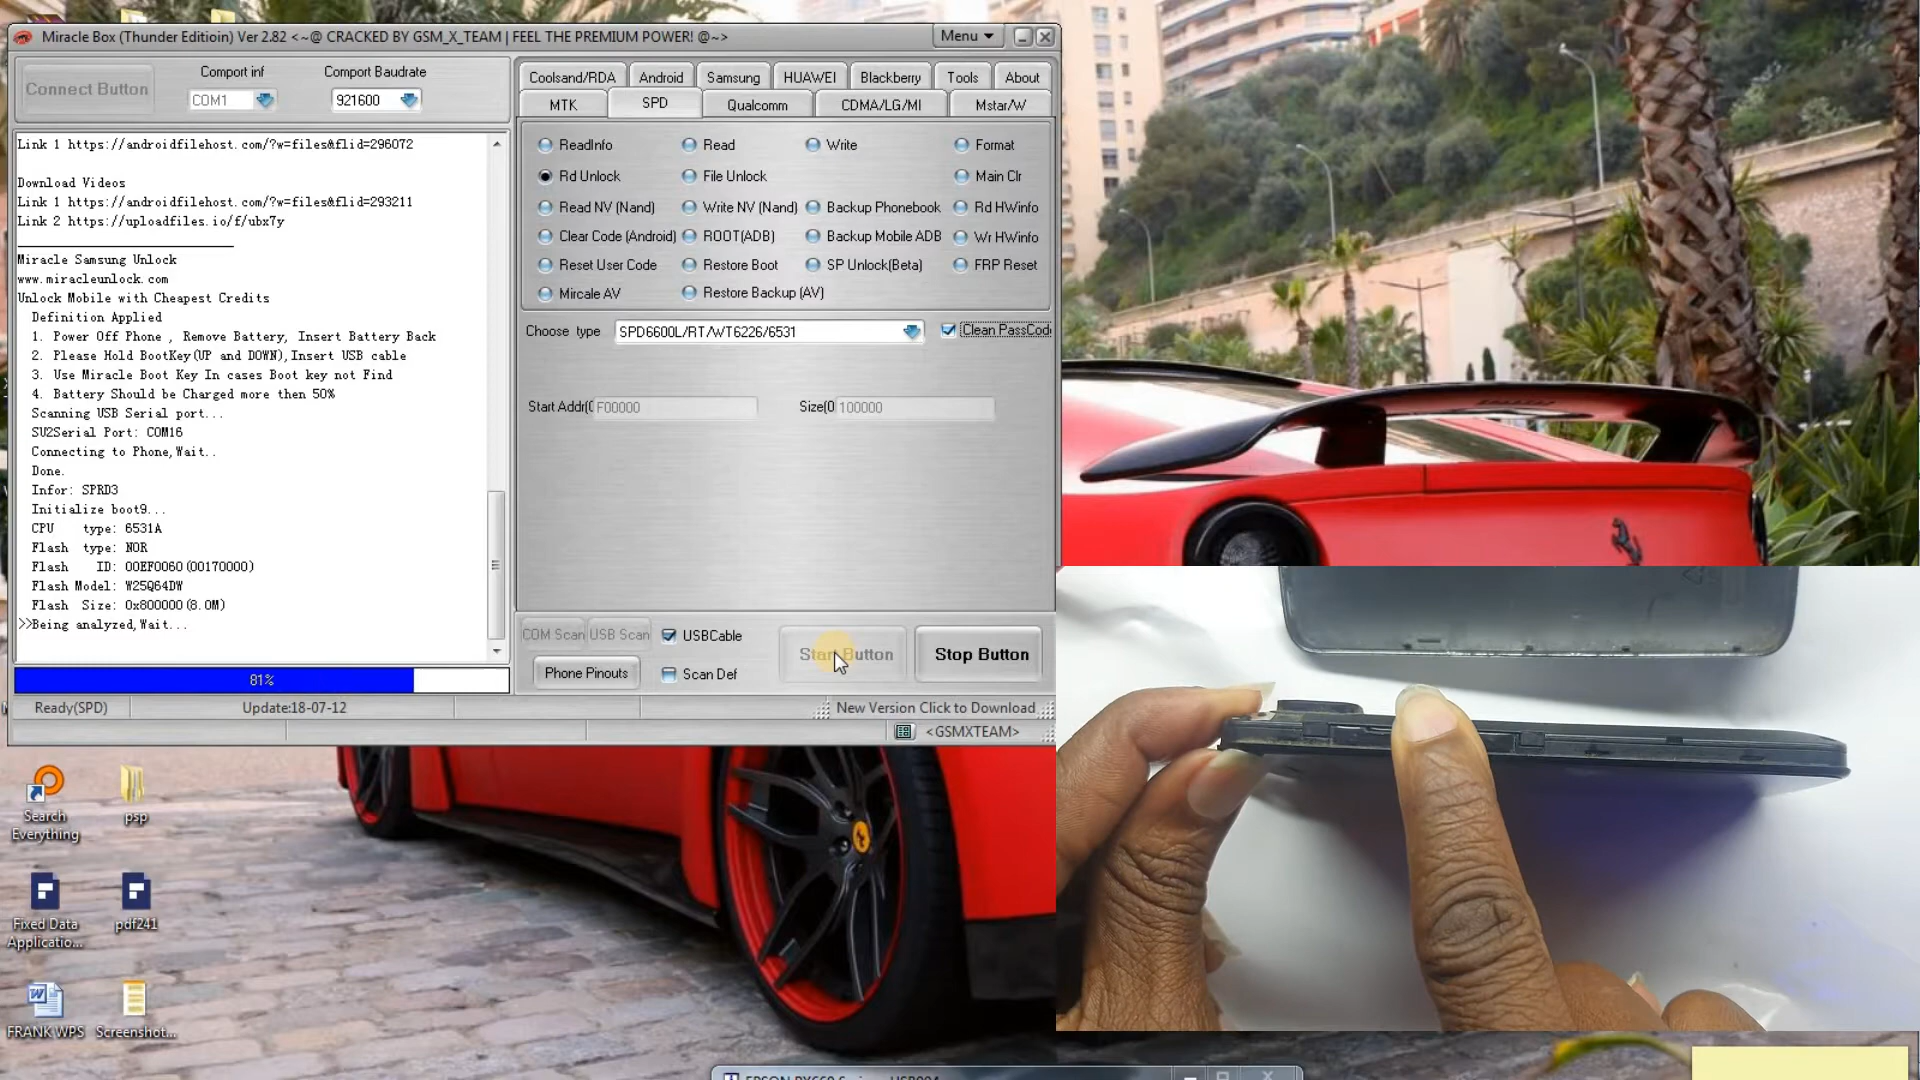 Miracle Box (Thunder Editioin) Ver 2.82 <~@ CRACKED BY GSM_X_TEAM | FEEL THE PREMIUM POWER! @~>
Menu
Connect Button
Comport inf
Comport Baudrate
COM1
921600
Coolsand/RDA
Android
Samsung
HUAWEI
Blackberry
Tools
About
MTK
SPD
Qualcomm
CDMA/LG/MI
Mstar/W
Link 1 https://androidfilehost.com/?w=files&flid=296072
Download Videos
Link 1 https://androidfilehost.com/?w=files&flid=293211
Link 2 https://uploadfiles.io/f/ubx7y
Miracle Samsung Unlock
www.miracleunlock.com
Unlock Mobile with Cheapest Credits
Definition Applied
1. Power Off Phone , Remove Battery, Insert Battery Back
2. Please Hold BootKey(UP and DOWN),Insert USB cable
3. Use Miracle Boot Key In cases Boot key not Find
4. Battery Should be Charged more then 50%
Scanning USB Serial port...
SU2Serial Port: COM16
Connecting to Phone,Wait..
Done.
Infor: SPRD3
Initialize boot9...
CPU type: 6531A
Flash type: NOR
Flash ID: 00EF0060(00170000)
Flash Model: W25Q64DW
Flash Size: 0x800000(8.0M)
>>Being analyzed,Wait...
81%
ReadInfo
Read
Write
Format
Rd Unlock
File Unlock
Main Clr
Read NV (Nand)
Write NV (Nand)
Backup Phonebook
Rd HWinfo
Clear Code (Android)
ROOT(ADB)
Backup Mobile ADB
Wr HWinfo
Reset User Code
Restore Boot
SP Unlock(Beta)
FRP Reset
Mircale AV
Restore Backup (AV)
Choose type
SPD6600L/RT/WT6226/6531
Clean PassCod
Start Addr(
F00000
Size(0
100000
COM Scan
USB Scan
USBCable
Start Button
Stop Button
Phone Pinouts
Scan Def
Ready(SPD)
Update:18-07-12
New Version Click to Download
<GSMXTEAM>
Search
Everything
psp
Fixed Data
Applicatio...
pdf241
FRANK WPS
Screenshot...